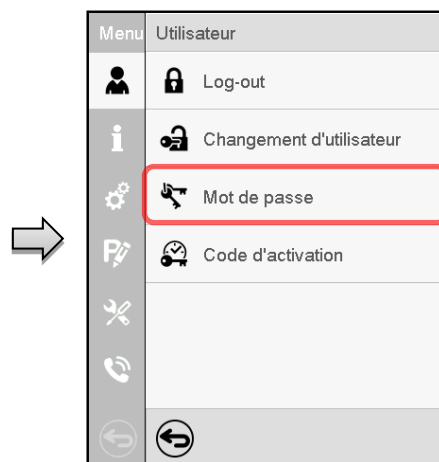 Menu Utilisateur
Log-out
Changement d'utilisateur
Mot de passe
Code d'activation